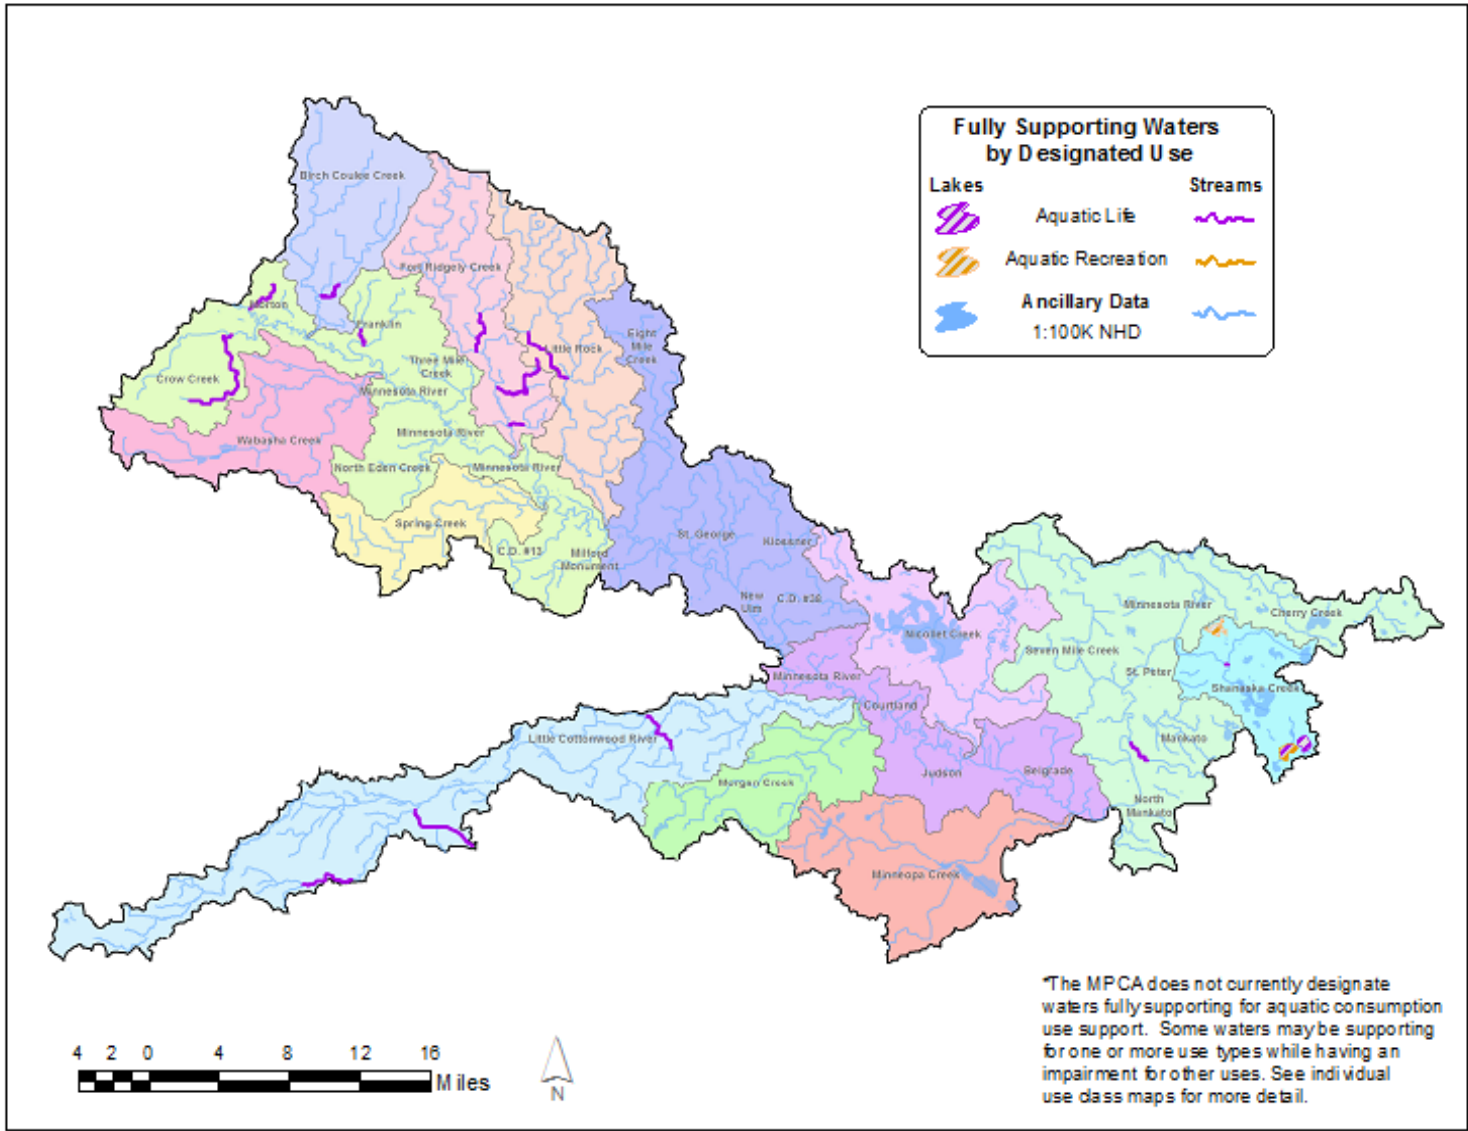 Fully Supporting Waters
by Designated Use
Lakes
Streams
Aquatic Life
Aquatic Recreation
Ancillary Data
1:100K NHD
Birch Coulee Creek
Fort Ridgely Creek
Morton
Franklin
Eight
Mile
Creek
Little Rock
Three Mile
Creek
Crow Creek
Minnesota River
Wabasha Creek
Minnesota River
North Eden Creek
Minnesota River
Spring Creek
C.D. #13
Milford
Monument
St. George
Klossner
New
Ulm
C.D. #38
Nicollet Creek
Minnesota River
Cherry Creek
Seven Mile Creek
St. Peter
Shanaska Creek
Minnesota River
Courtland
Little Cottonwood River
Mankato
Judson
Belgrade
Morgan Creek
North
Mankato
Minneopa Creek
*The MPCA does not currently designate
waters fully supporting for aquatic consumption
use support. Some waters may be supporting
for one or more use types while having an
impairment for other uses. See individual
use class maps for more detail.
4 2 0 4 8 12 16
Miles
N